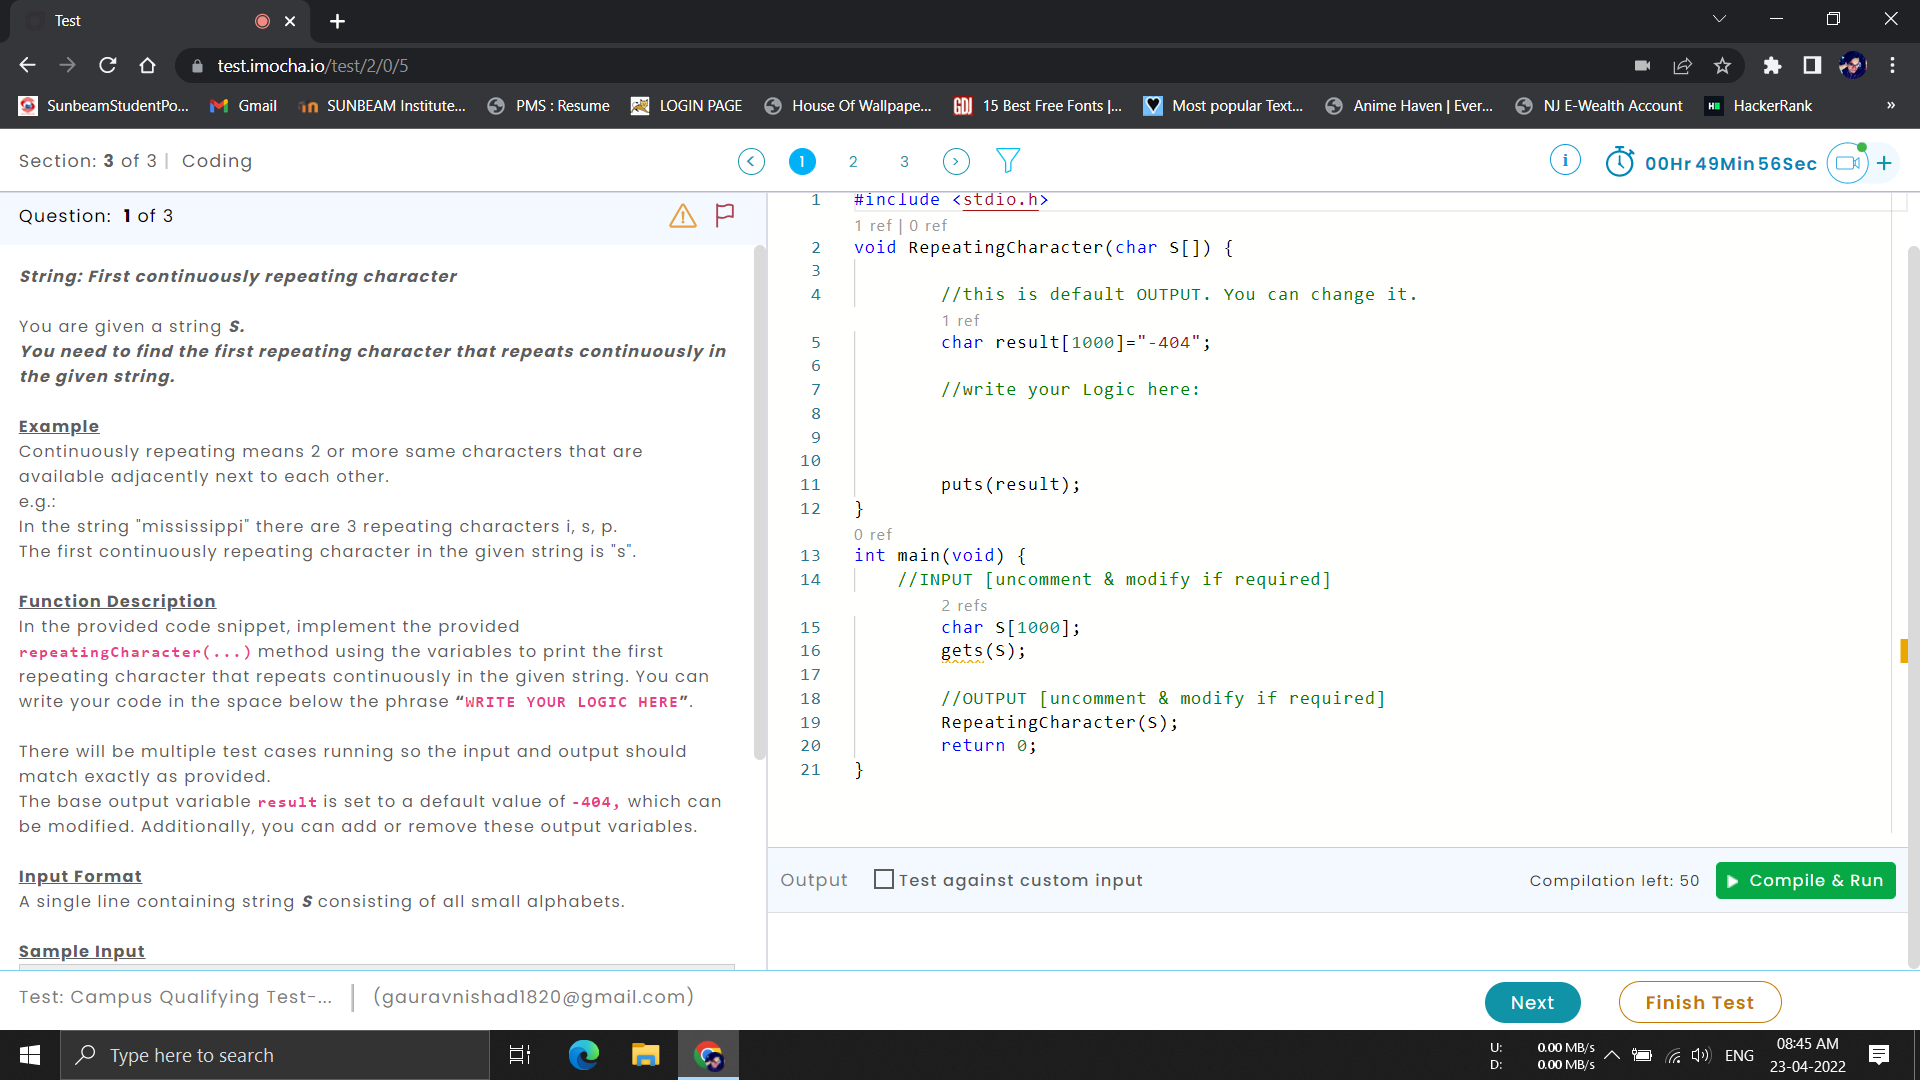 Test
test.imocha.io/test/2/0/5
SunbeamStudentPo...
Gmail
SUNBEAM Institute...
PMS : Resume
LOGIN PAGE
House Of Wallpape...
GDJ
15 Best Free Fonts |...
Most popular Text...
Anime Haven | Ever...
NJ E-Wealth Account
HackerRank
»
Section: 3 of 3 | Coding
< 1 2 3 >
i
00Hr 49Min 56Sec
+
Question: 1 of 3
String: First continuously repeating character
You are given a string S.
You need to find the first repeating character that repeats continuously in
the given string.
Example
Continuously repeating means 2 or more same characters that are
available adjacently next to each other.
e.g.:
In the string "mississippi" there are 3 repeating characters i, s, p.
The first continuously repeating character in the given string is "s".
Function Description
In the provided code snippet, implement the provided
repeatingCharacter(...) method using the variables to print the first
repeating character that repeats continuously in the given string. You can
write your code in the space below the phrase “WRITE YOUR LOGIC HERE”.
There will be multiple test cases running so the input and output should
match exactly as provided.
The base output variable result is set to a default value of -404, which can
be modified. Additionally, you can add or remove these output variables.
Input Format
A single line containing string S consisting of all small alphabets.
Sample Input
1 #include <stdio.h>
1 ref | 0 ref
2 void RepeatingCharacter(char S[]) {
3
4 //this is default OUTPUT. You can change it.
1 ref
5 char result[1000]="-404";
6
7 //write your Logic here:
8
9
10
11 puts(result);
12 }
0 ref
13 int main(void) {
14 //INPUT [uncomment & modify if required]
2 refs
15 char S[1000];
16 gets(S);
17
18 //OUTPUT [uncomment & modify if required]
19 RepeatingCharacter(S);
20 return 0;
21 }
Output
Test against custom input
Compilation left: 50
Compile & Run
Test: Campus Qualifying Test-... | (gauravnishad1820@gmail.com)
Next
Finish Test
Type here to search
U: 0.00 MB/s
D: 0.00 MB/s
ENG
08:45 AM
23-04-2022